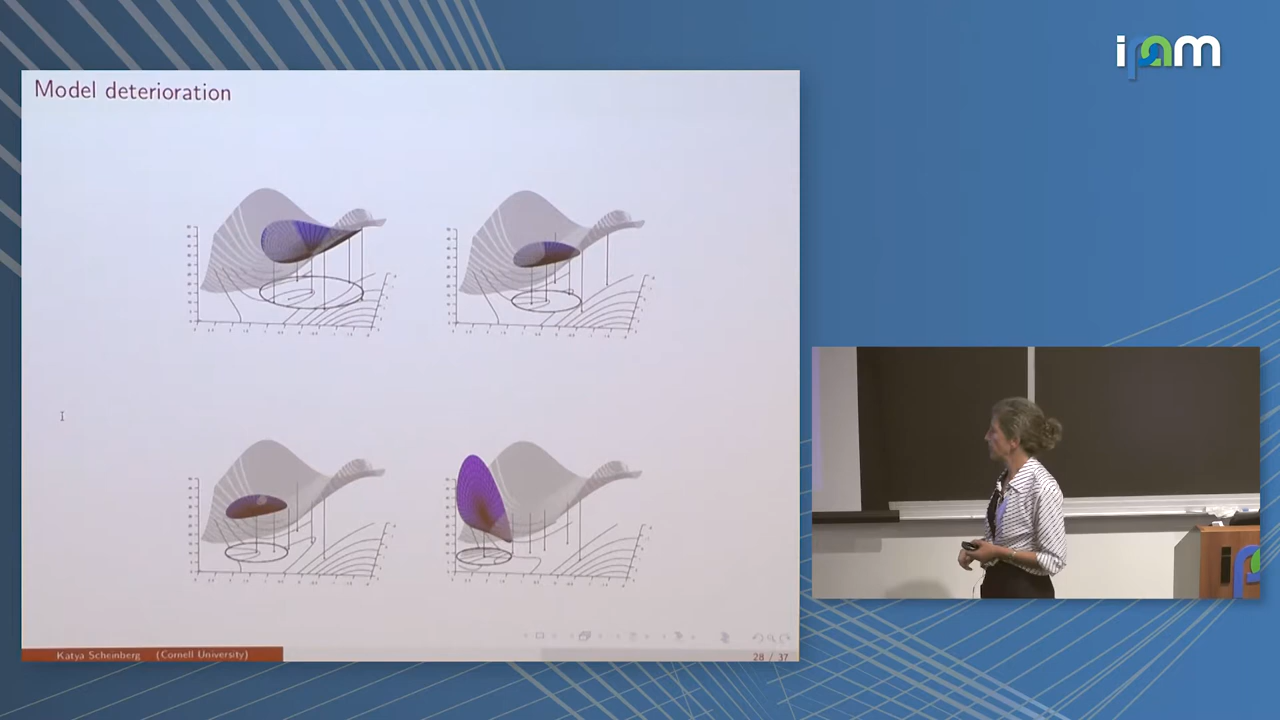 ipam
Model deterioration
Katya Scheinberg (Cornell University)
28 / 37